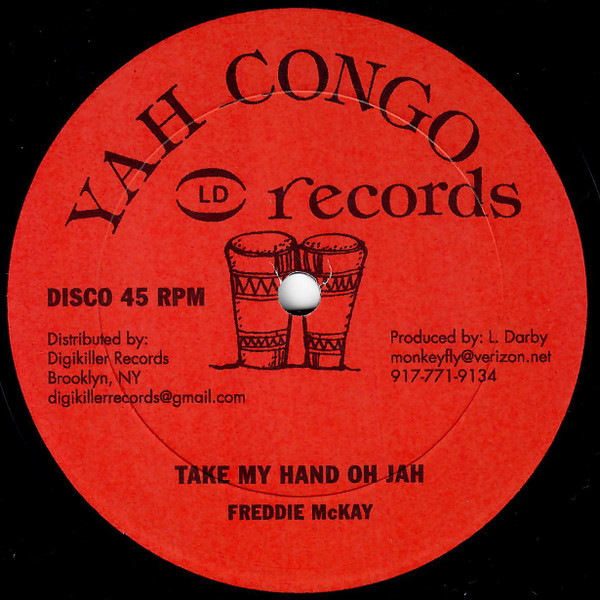 YAH CONGO
LD records
DISCO 45 RPM
Distributed by:
Digikiller Records
Brooklyn, NY
digikillerrecords@gmail.com
Produced by: L. Darby
monkeyfly@verizon.net
917-771-9134
TAKE MY HAND OH JAH
FREDDIE McKAY